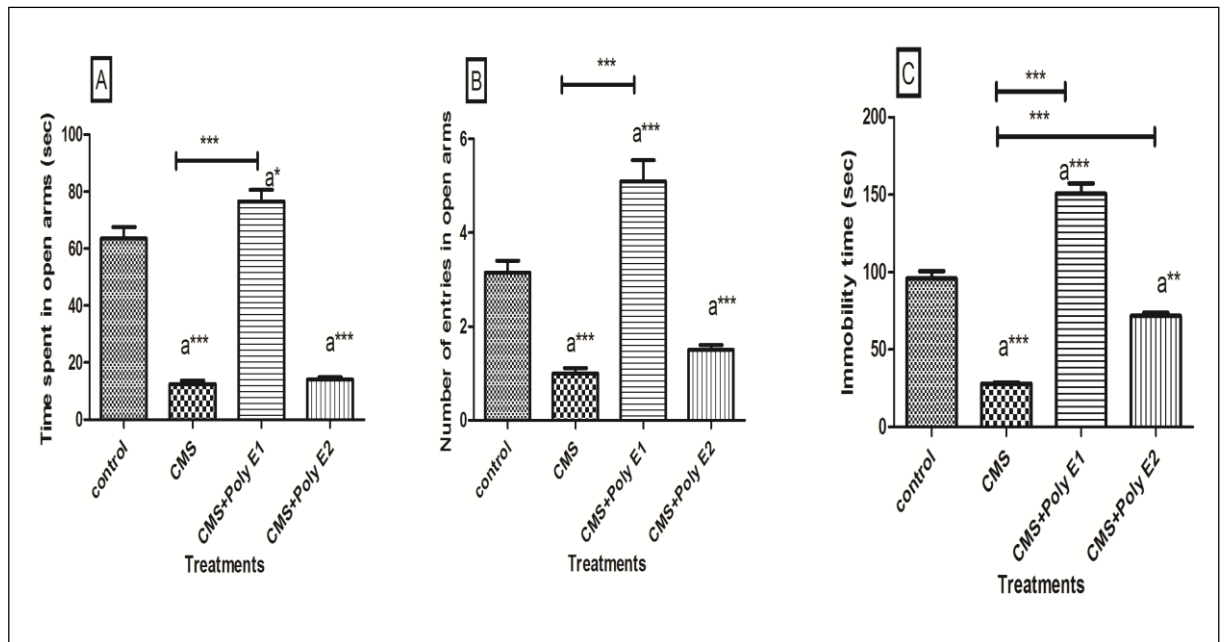 A
Time spent in open arms (sec)
100
80
60
40
20
0
***
a***
a*
a***
control
CMS
CMS+Poly E1
CMS+Poly E2
Treatments
B
Number of entries in open arms
6
4
2
0
***
a***
a***
a***
control
CMS
CMS+Poly E1
CMS+Poly E2
Treatments
C
Immobility time (sec)
200
150
100
50
0
***
***
a***
a***
a**
control
CMS
CMS+Poly E1
CMS+Poly E2
Treatments